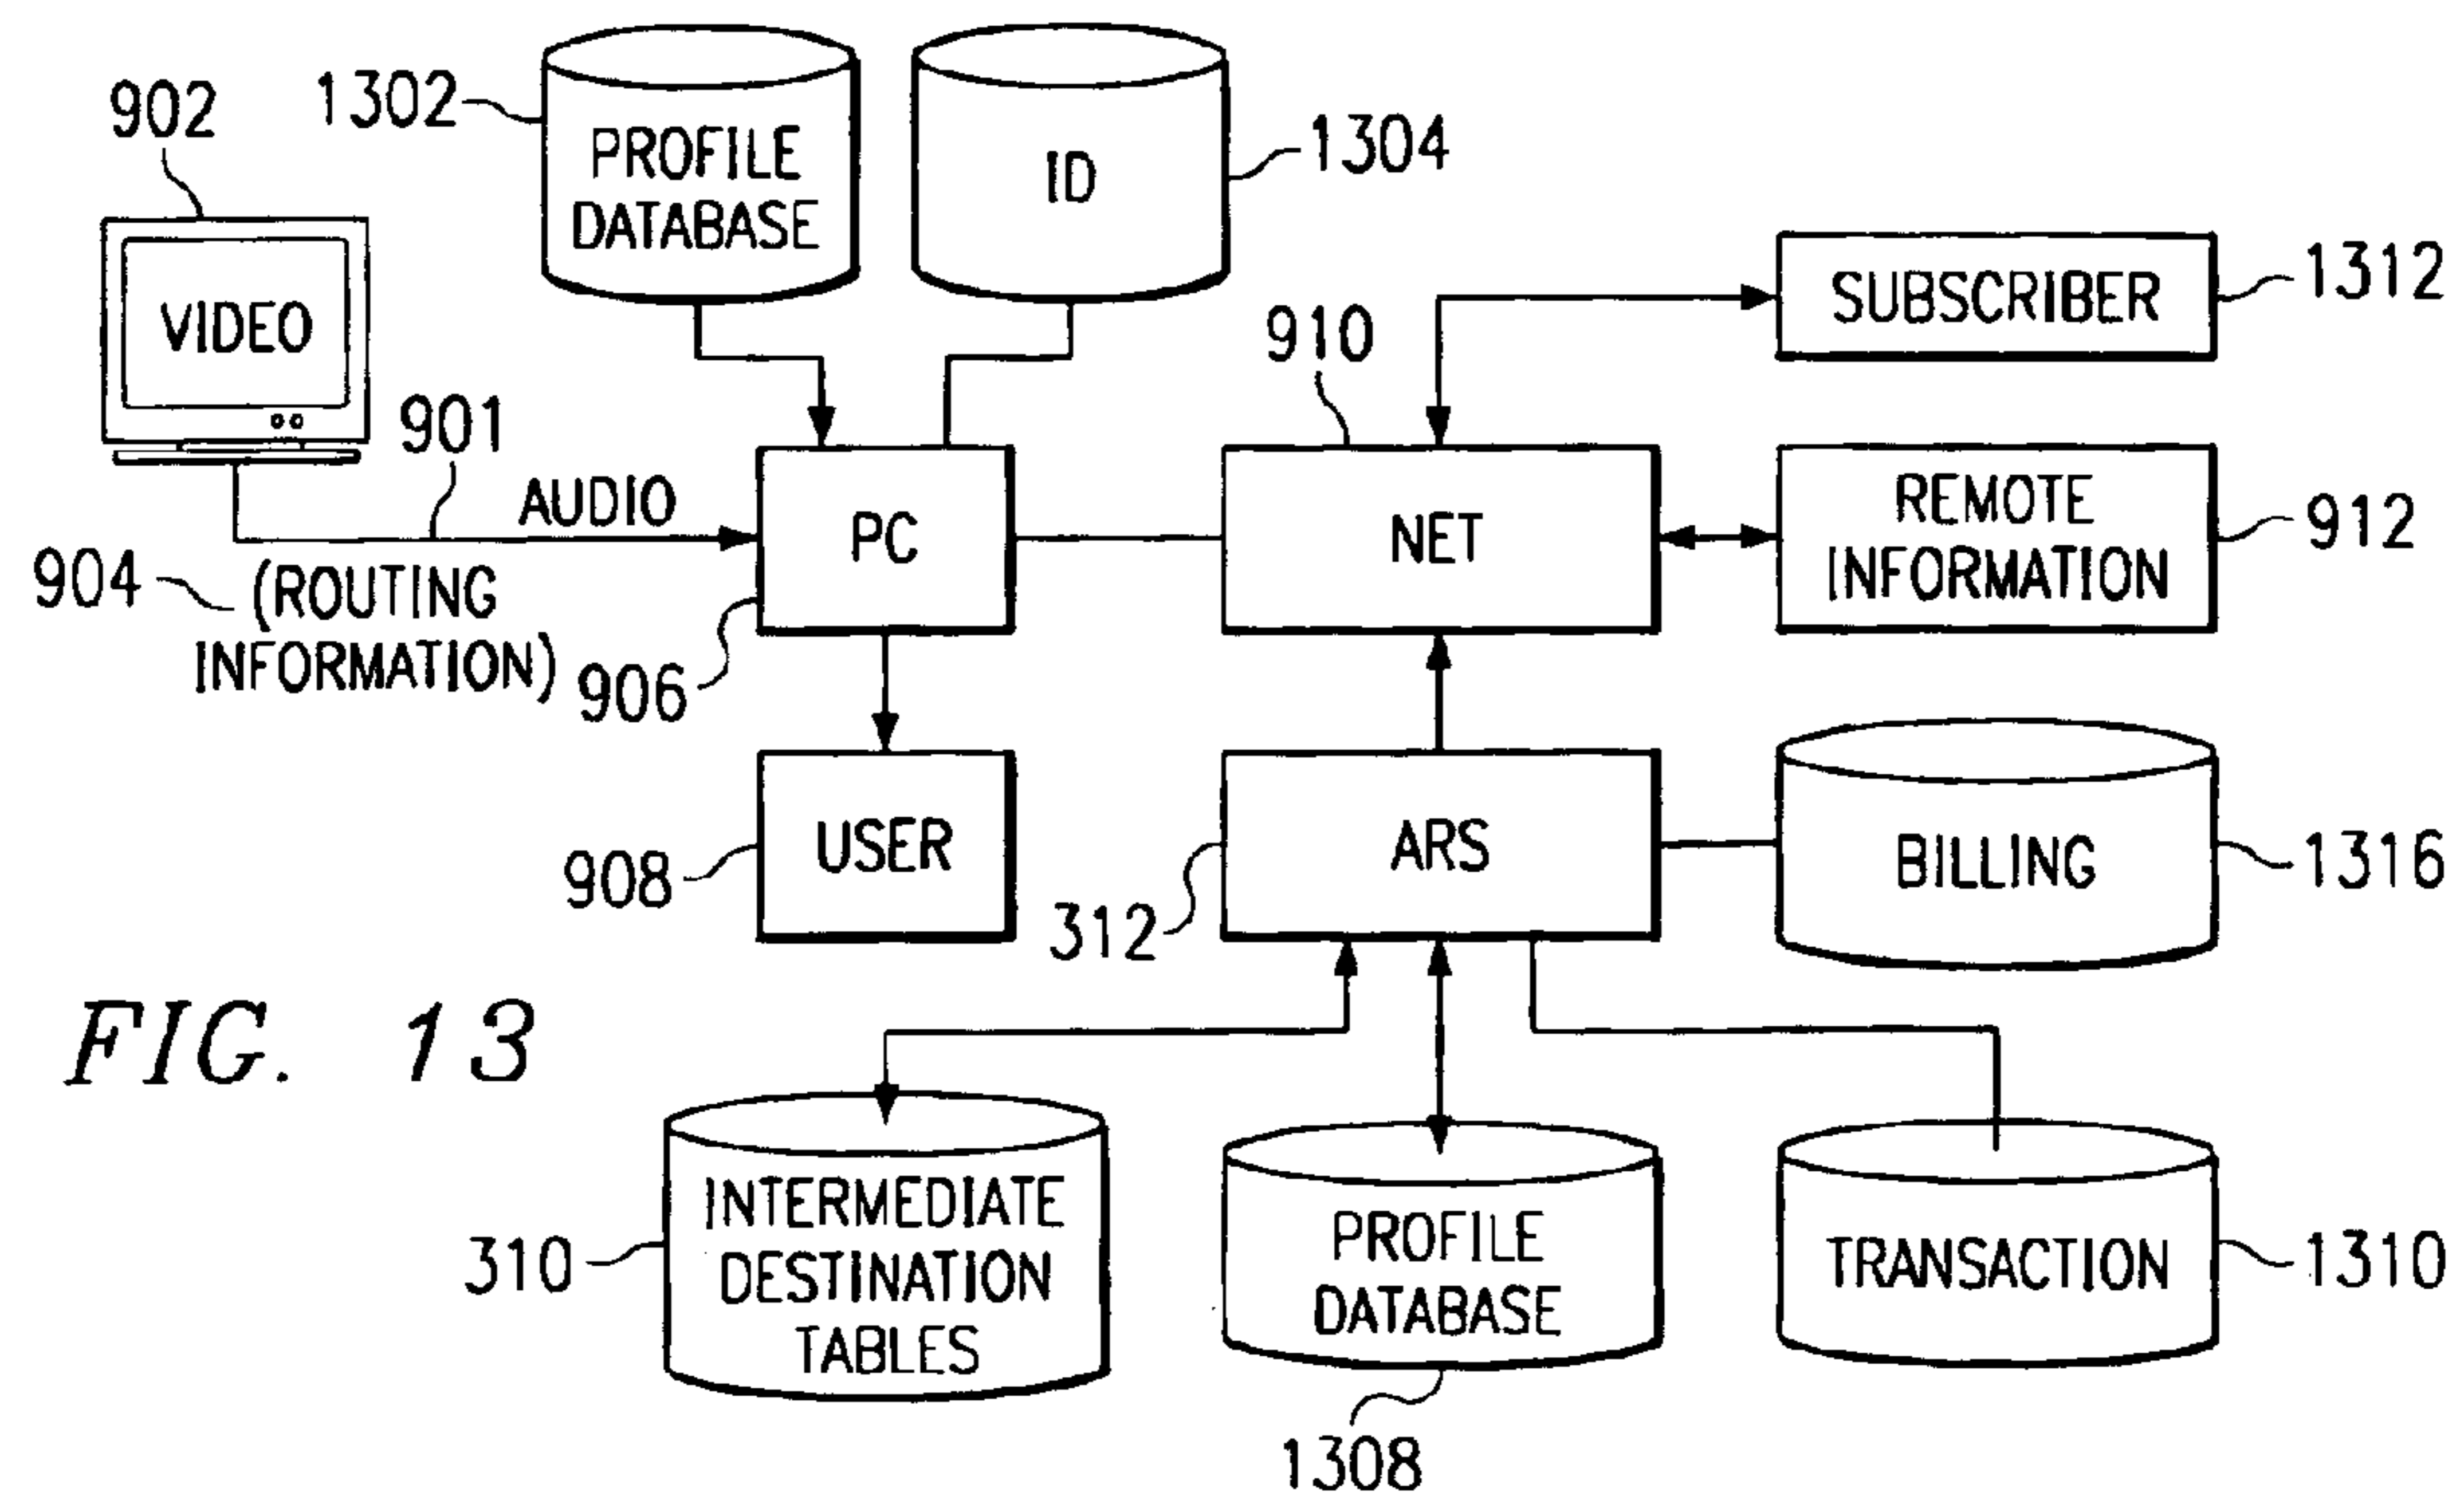 902
1302
PROFILE
DATABASE
ID
1304
VIDEO
901
AUDIO
904
(ROUTING
INFORMATION)
906
PC
910
NET
SUBSCRIBER
1312
REMOTE
INFORMATION
912
908
USER
312
ARS
BILLING
1316
FIG. 13
310
INTERMEDIATE
DESTINATION
TABLES
PROFILE
DATABASE
1308
TRANSACTION
1310